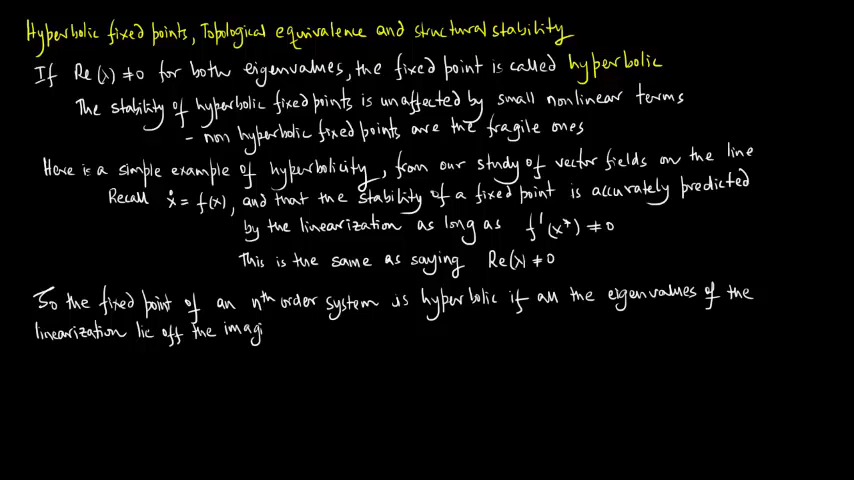 Hyperbolic fixed points, Topological equivalence and structural stability
If Re(λ) ≠ 0 for both eigenvalues, the fixed point is called hyperbolic
The stability of hyperbolic fixed points is unaffected by small nonlinear terms
- non hyperbolic fixed points are the fragile ones
Here is a simple example of hyperbolicity, from our study of vector fields on the line
Recall ẋ = f(x), and that the stability of a fixed point is accurately predicted
by the linearization as long as f'(x*) ≠ 0
This is the same as saying Re(λ) ≠ 0
So the fixed point of an nth order system is hyperbolic if all the eigenvalues of the
linearization lie off the imagi